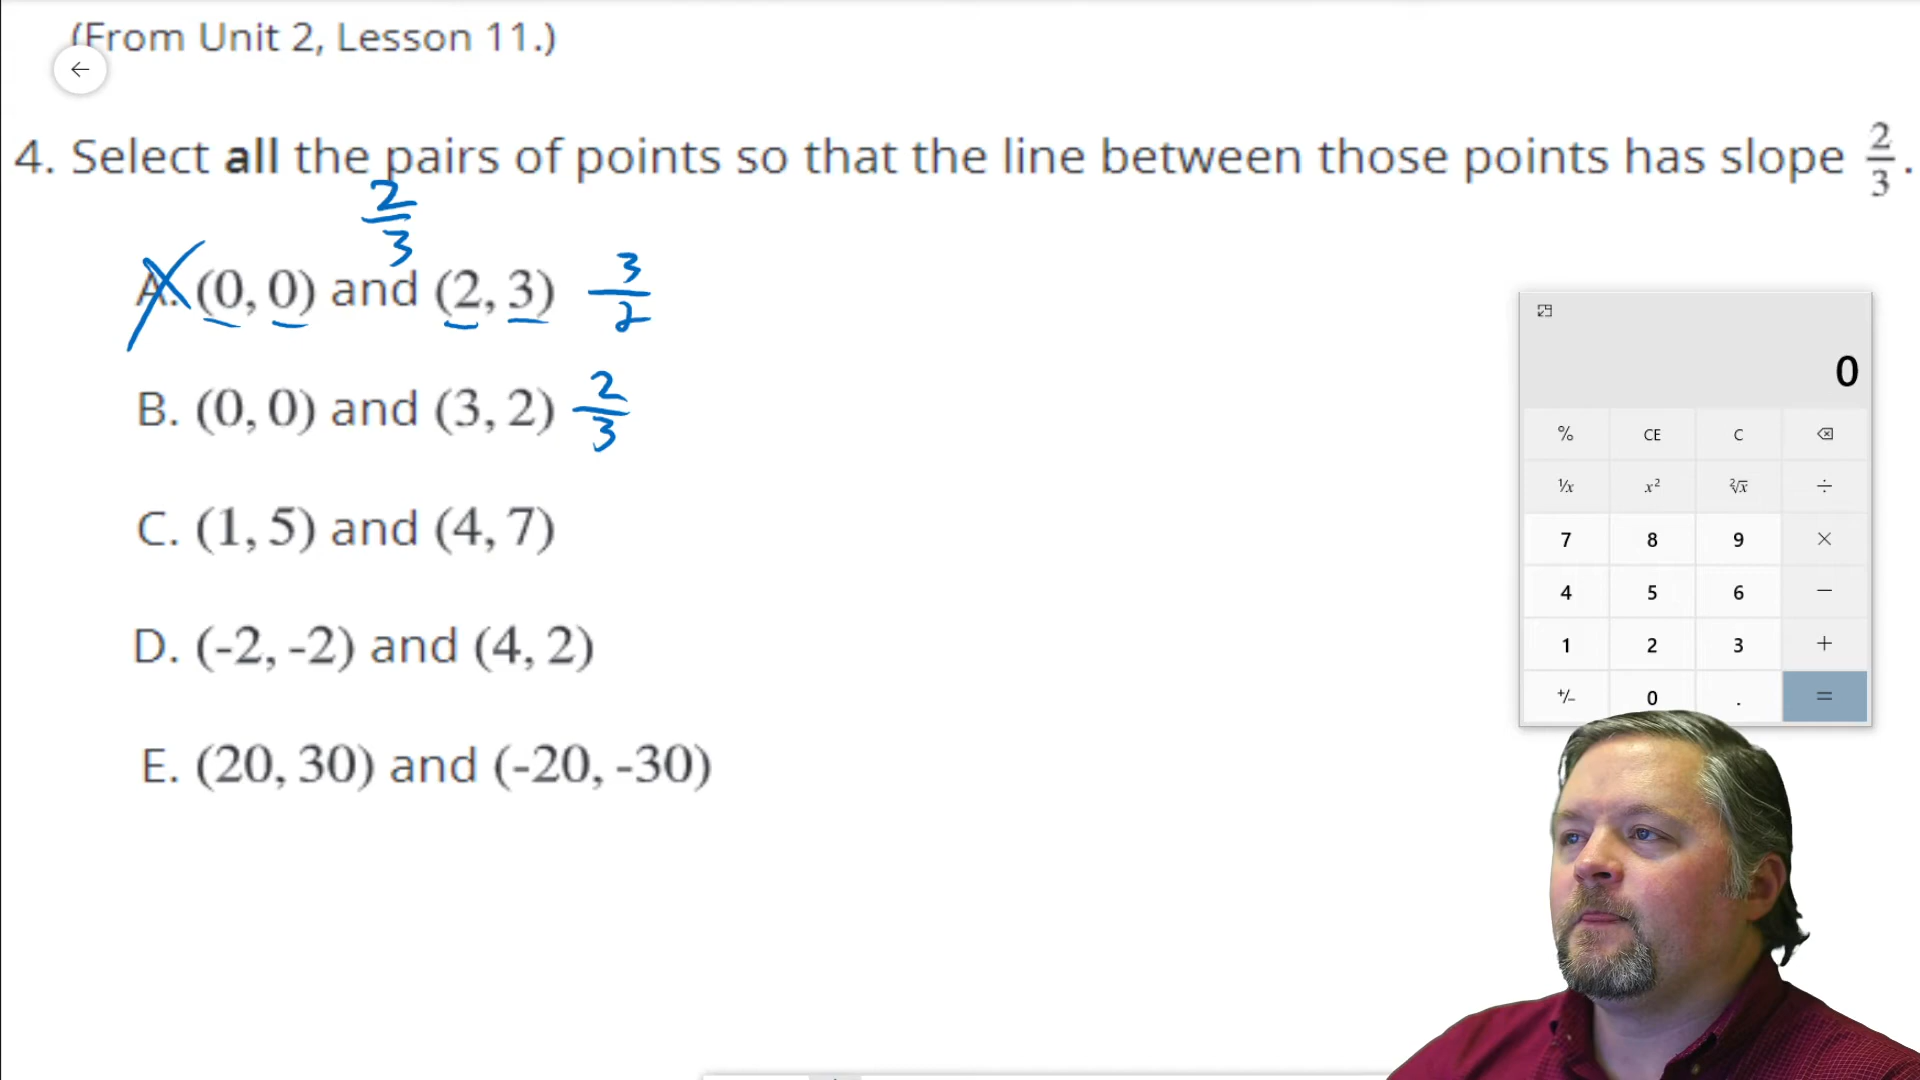 (From Unit 2, Lesson 11.)
←
4. Select all the pairs of points so that the line between those points has slope 2/3.
2/3
A. (0, 0) and (2, 3) 3/2
B. (0, 0) and (3, 2) 2/3
C. (1, 5) and (4, 7)
D. (-2, -2) and (4, 2)
E. (20, 30) and (-20, -30)
0
% CE C ⌫
¹/x x² ²√x ÷
7 8 9 ×
4 5 6 −
1 2 3 +
+/− 0 . =